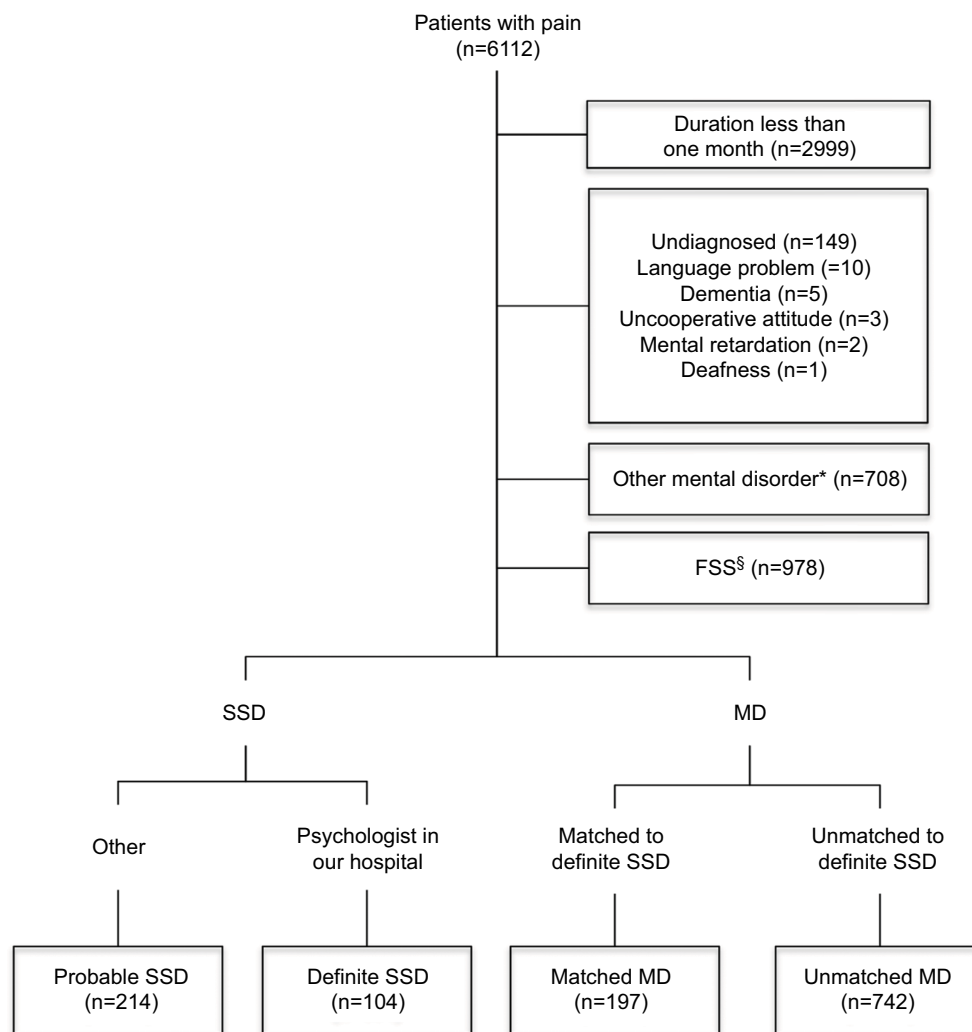 Patients with pain
(n=6112)
Duration less than
one month (n=2999)
Undiagnosed (n=149)
Language problem (=10)
Dementia (n=5)
Uncooperative attitude (n=3)
Mental retardation (n=2)
Deafness (n=1)
Other mental disorder* (n=708)
FSS§ (n=978)
SSD
MD
Other
Psychologist in
our hospital
Matched to
definite SSD
Unmatched to
definite SSD
Probable SSD
(n=214)
Definite SSD
(n=104)
Matched MD
(n=197)
Unmatched MD
(n=742)